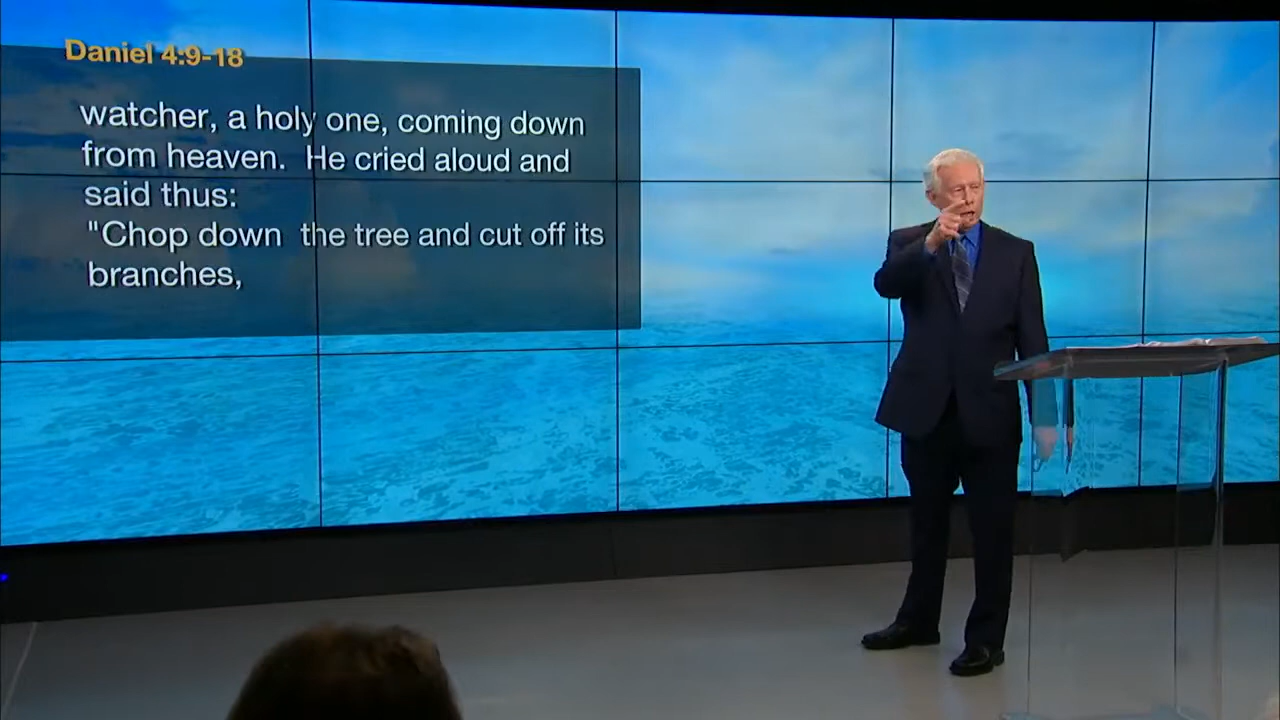 Daniel 4:9-18
watcher, a holy one, coming down
from heaven.  He cried aloud and
said thus:
"Chop down  the tree and cut off its
branches,